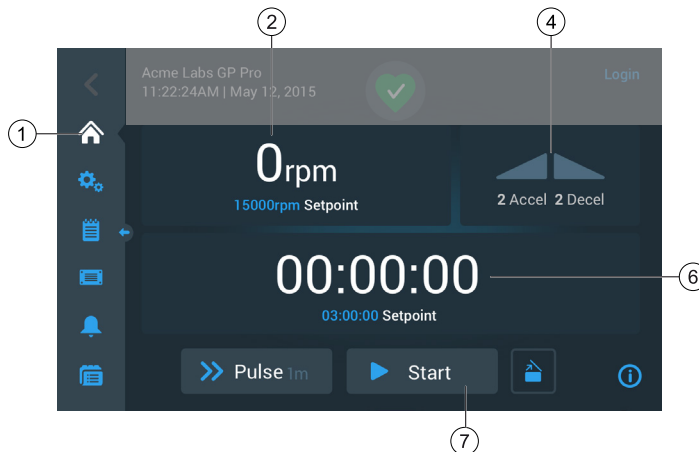 2
4
Acme Labs GP Pro
Login
11:22:24AM | May 12, 2015
1
0rpm
15000rpm Setpoint
2 Accel 2 Decel
00:00:00
6
03:00:00 Setpoint
Pulse 1m
Start
7